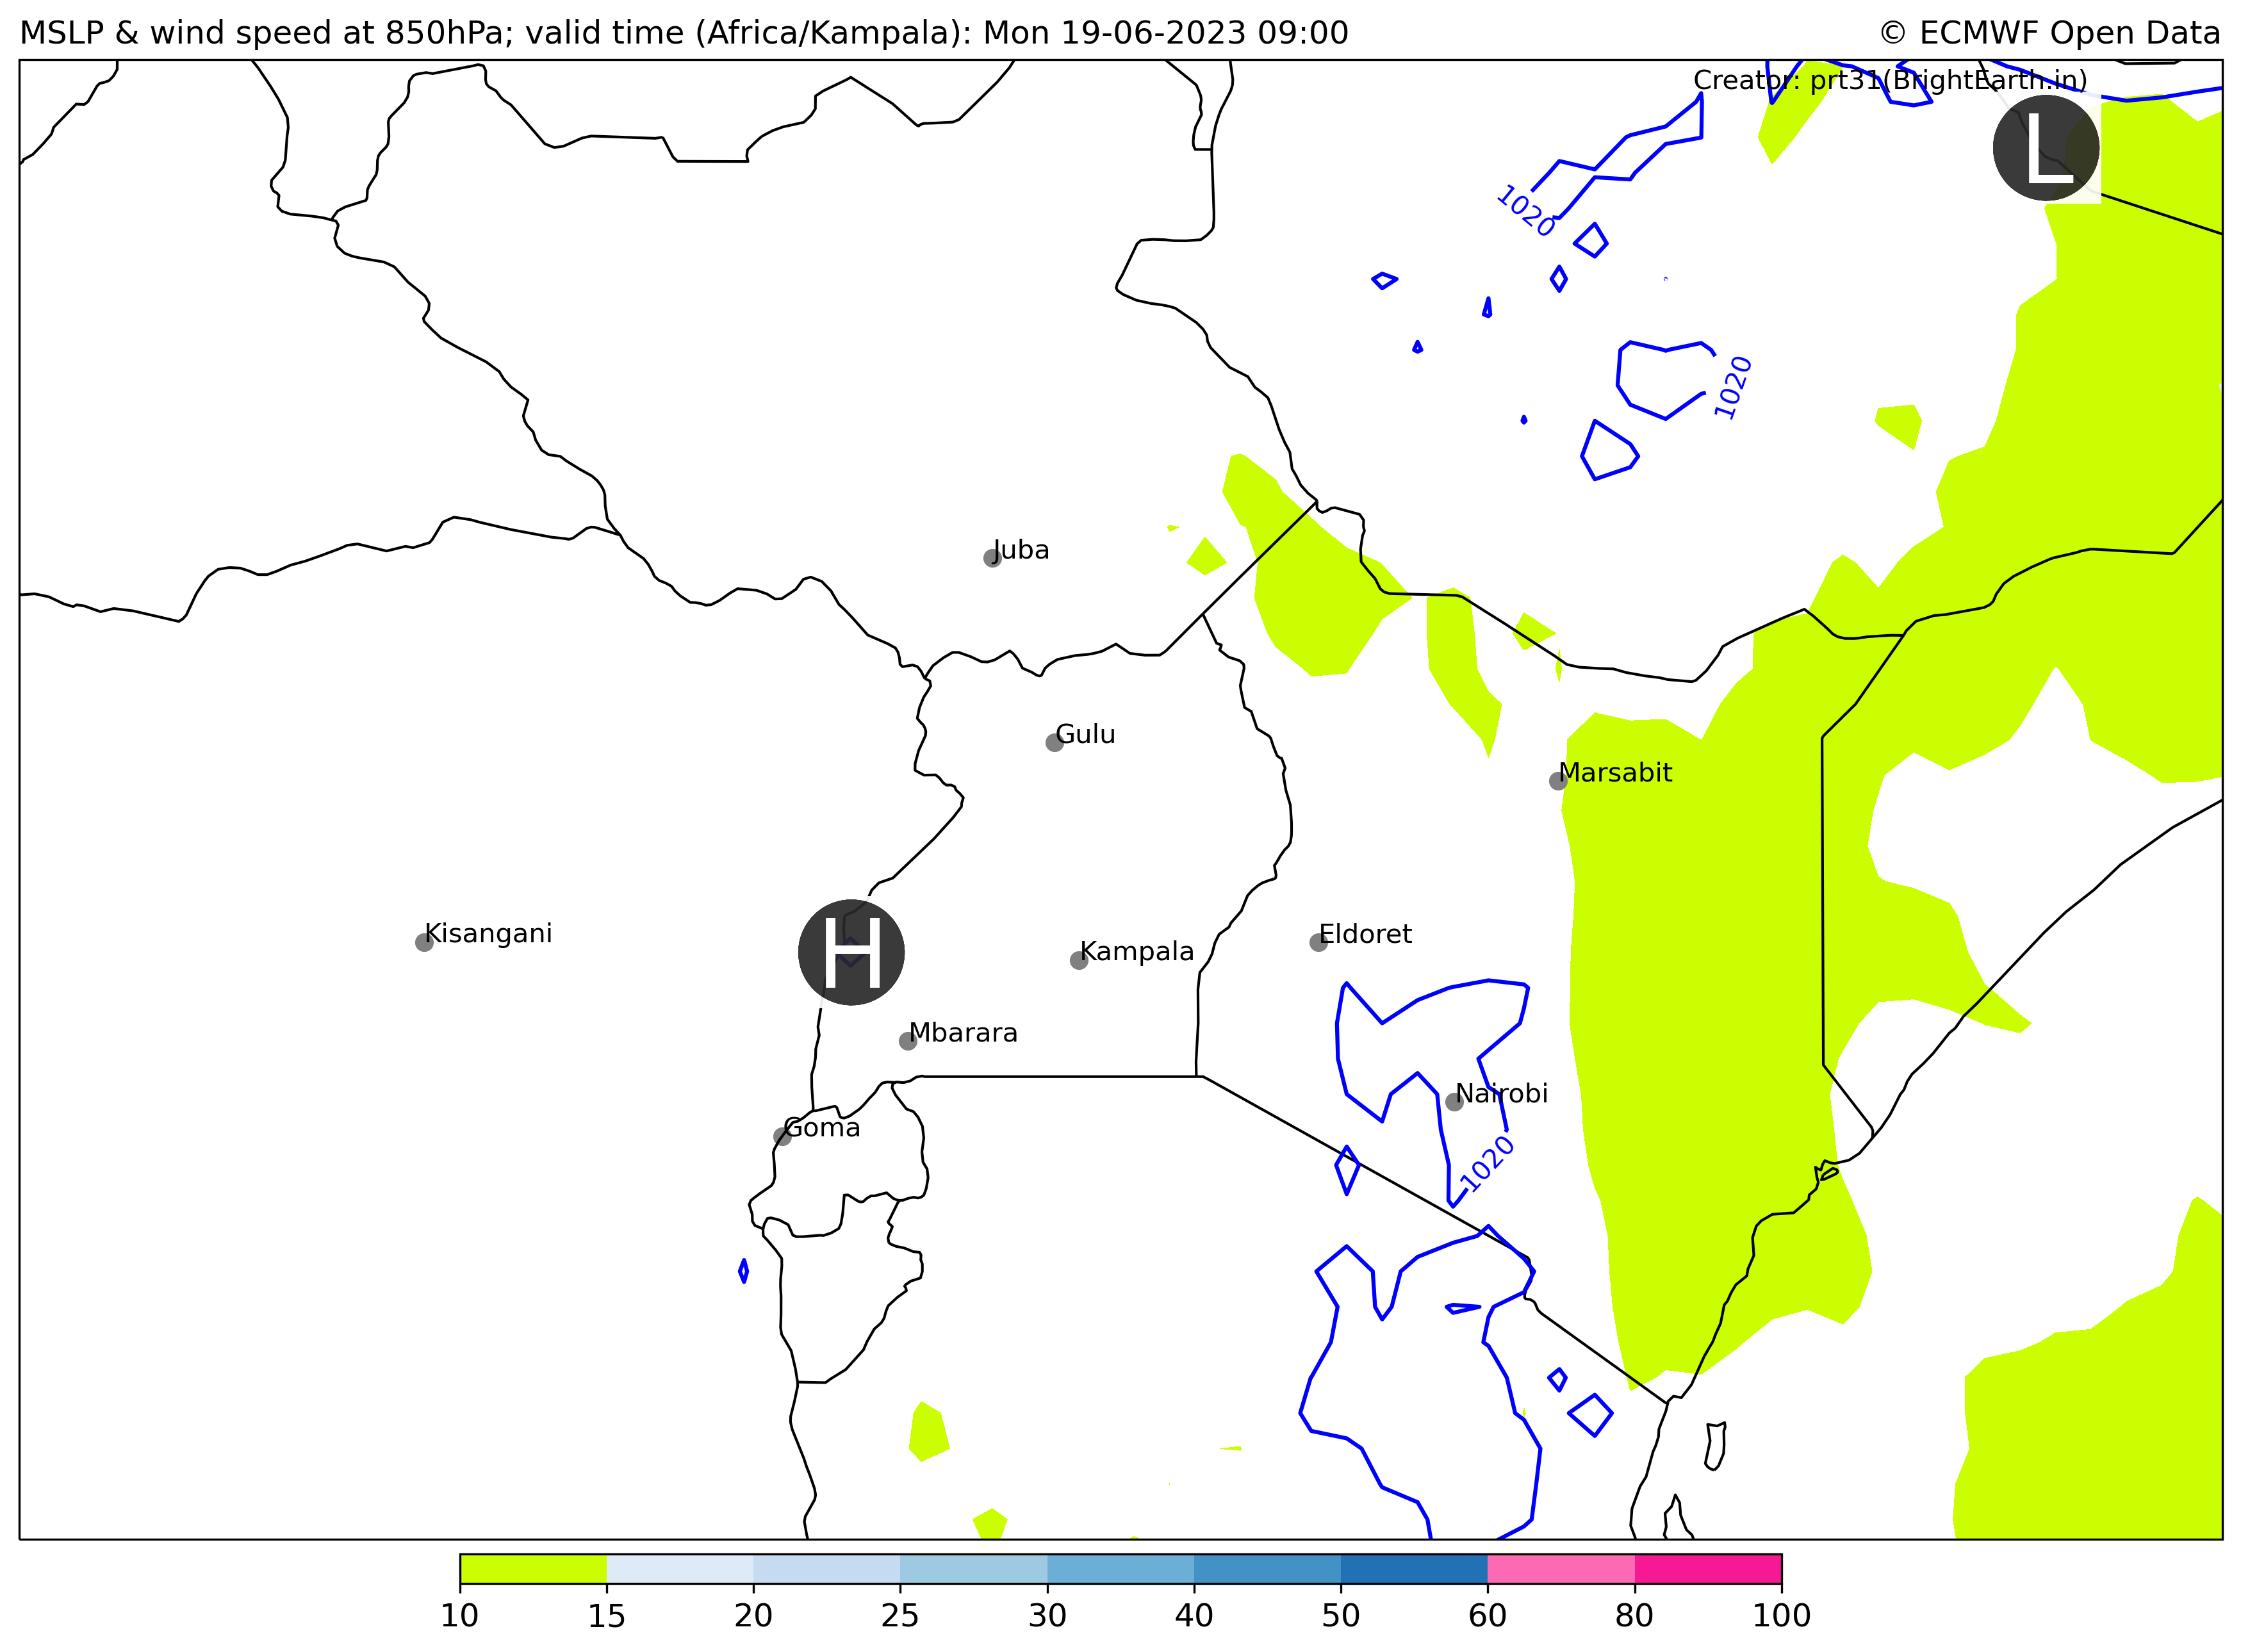 MSLP & wind speed at 850hPa; valid time (Africa/Kampala): Mon 19-06-2023 09:00
© ECMWF Open Data
Creator: prt31(BrightEarth.in)
L
1020
1020
Juba
Gulu
Marsabit
Kisangani
H
Kampala
Eldoret
Mbarara
Nairobi
Goma
1020
10 15 20 25 30 40 50 60 80 100